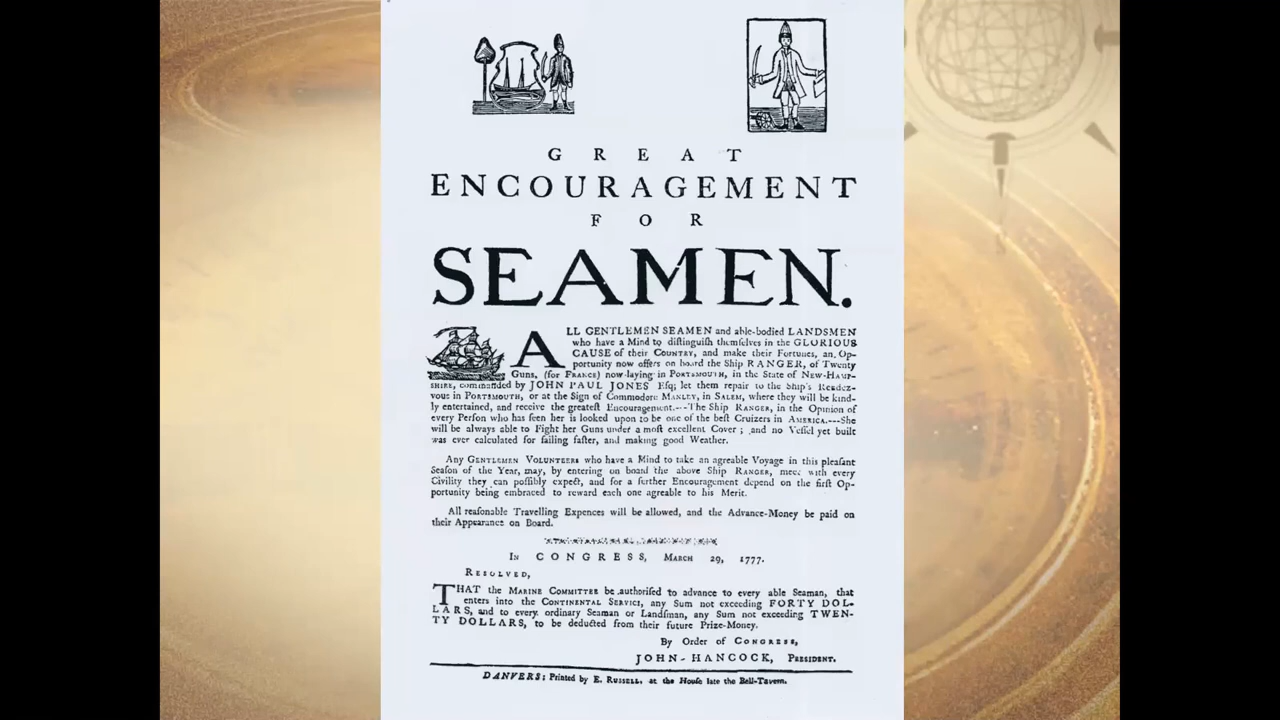 GREAT
ENCOURAGEMENT
FOR
SEAMEN.
ALL GENTLEMEN SEAMEN and able-bodied LANDSMEN
who have a Mind to diſtinguiſh themſelves in the GLORIOUS
CAUSE of their COUNTRY, and make their Fortunes, an Op-
portunity now offers on board the Ship RANGER, of Twenty
Guns, (for FRANCE) now laying in PORTSMOUTH, in the State of NEW-HAMP-
SHIRE, commanded by JOHN PAUL JONES Eſq; let them repair to the Ship's Rendez-
vous in PORTSMOUTH, or at the Sign of Commodore MANLEY, in SALEM, where they will be kind-
ly entertained, and receive the greateſt Encouragement.---The Ship RANGER, in the Opinion of
every Perſon who has ſeen her is looked upon to be one of the beſt Cruizers in AMERICA.---She
will be always able to Fight her Guns under a moſt excellent Cover; and no Veſſel yet built
was ever calculated for ſailing faſter, and making good Weather.
Any GENTLEMEN VOLUNTEERS who have a Mind to take an agreable Voyage in this pleaſant
Seaſon of the Year, may, by entering on board the above Ship RANGER, meet with every
Civility they can poſſibly expect, and for a further Encouragement depend on the firſt Op-
portunity being embraced to reward each one agreable to his Merit.
All reaſonable Travelling Expences will be allowed, and the Advance-Money be paid on
their Appearance on Board.
IN CONGRESS, MARCH 29, 1777.
RESOLVED,
THAT the MARINE COMMITTEE be authoriſed to advance to every able Seaman, that
enters into the CONTINENTAL SERVICE, any Sum not exceeding FORTY DOL-
LARS, and to every ordinary Seaman or Landſman, any Sum not exceeding TWEN-
TY DOLLARS, to be deducted from their future Prize-Money.
By Order of CONGRESS,
JOHN-HANCOCK, PRESIDENT.
DANVERS: Printed by E. RUSSELL, at the Houſe late the Bell-Tavern.